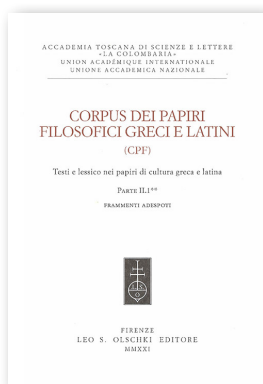 ACCADEMIA TOSCANA DI SCIENZE E LETTERE
«LA COLOMBARIA»
UNION ACADÉMIQUE INTERNATIONALE
UNIONE ACCADEMICA NAZIONALE
CORPUS DEI PAPIRI
FILOSOFICI GRECI E LATINI
(CPF)
Testi e lessico nei papiri di cultura greca e latina
PARTE II.1**
FRAMMENTI ADESPOTI
FIRENZE
LEO S. OLSCHKI EDITORE
MMXXI